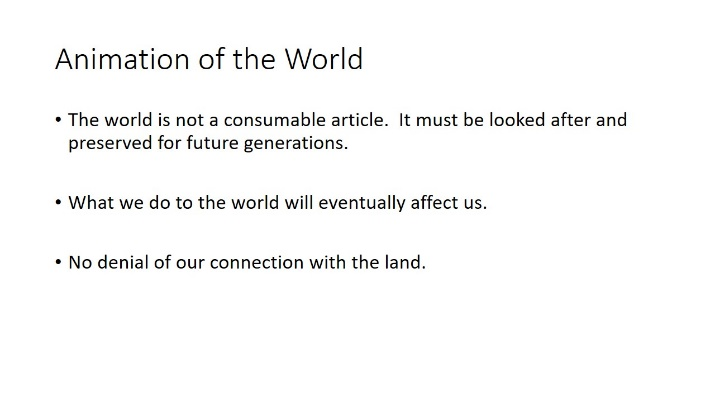 Animation of the World
• The world is not a consumable article.  It must be looked after and
preserved for future generations.
• What we do to the world will eventually affect us.
• No denial of our connection with the land.